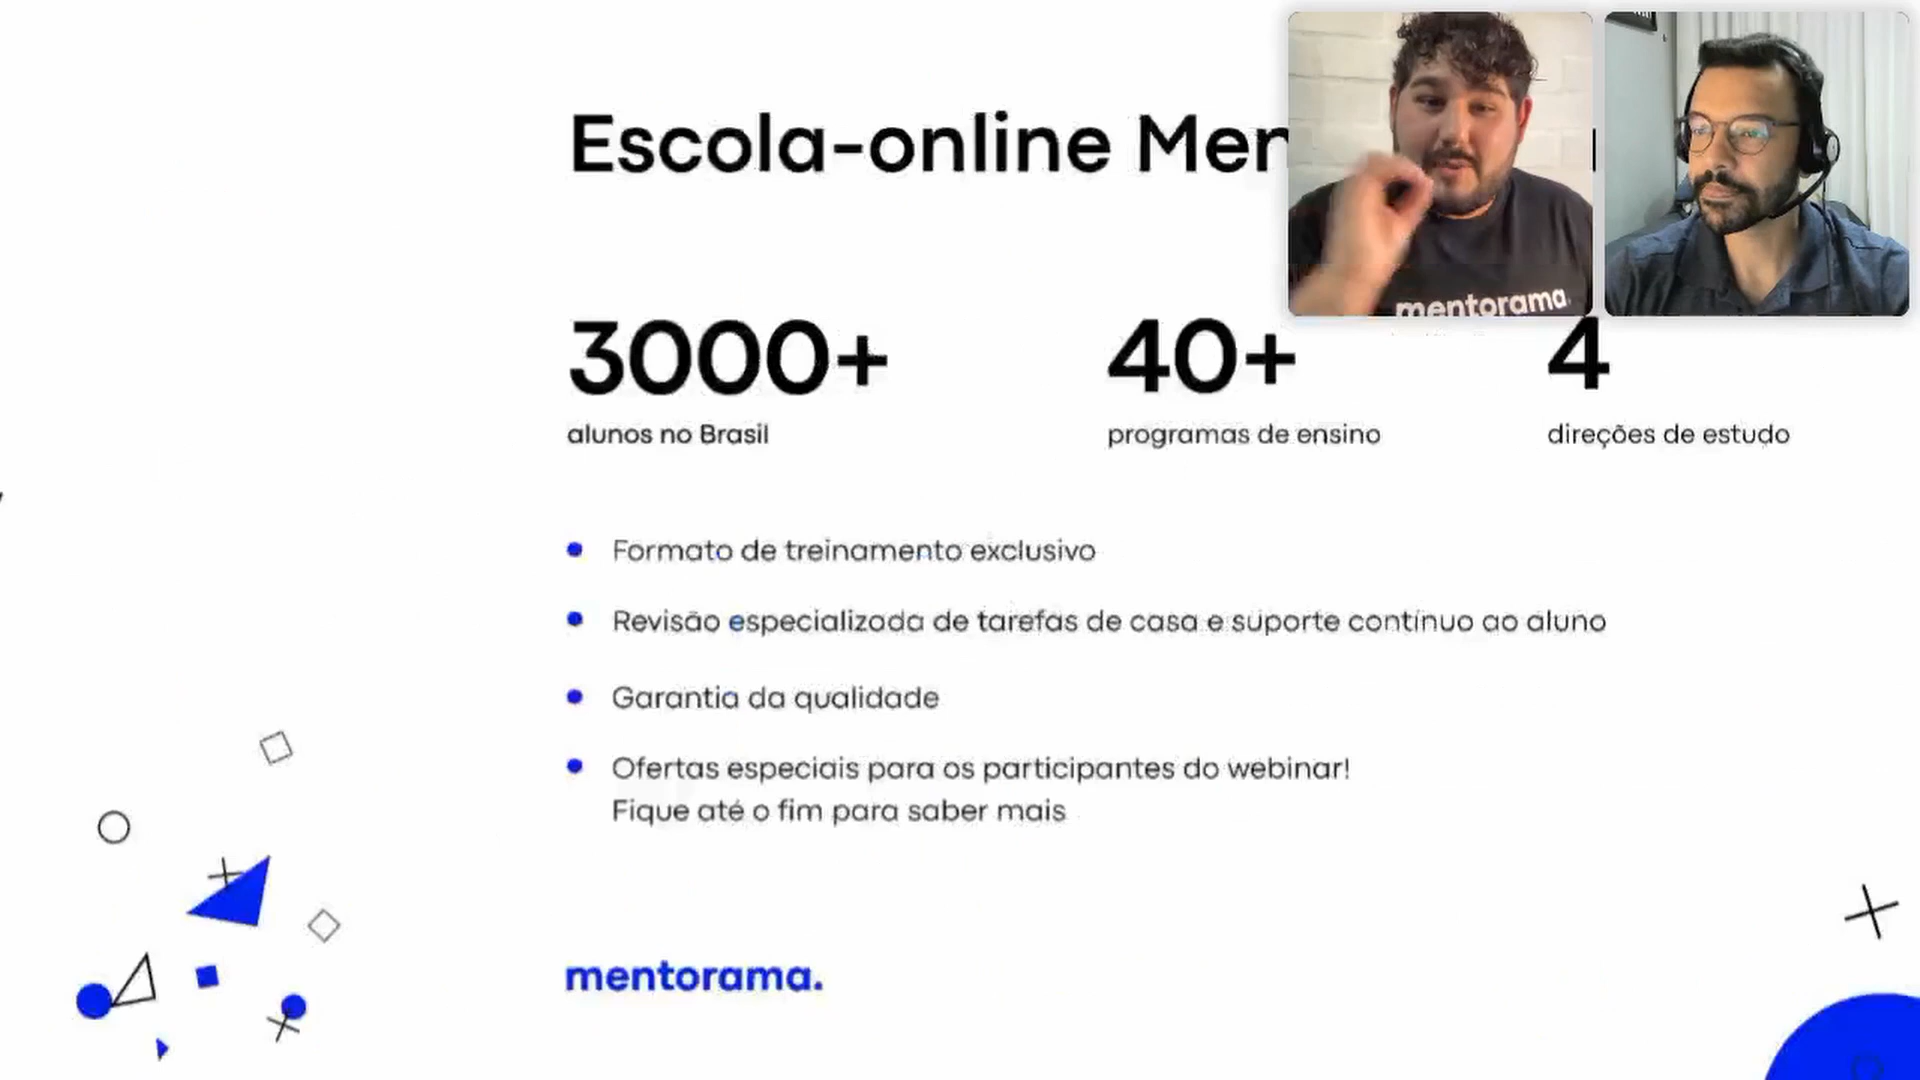 Escola-online Men
mentorama.
3000+
40+
4
alunos no Brasil
programas de ensino
direções de estudo
Formato de treinamento exclusivo
Revisão especializada de tarefas de casa e suporte contínuo ao aluno
Garantia da qualidade
Ofertas especiais para os participantes do webinar!
Fique até o fim para saber mais
mentorama.